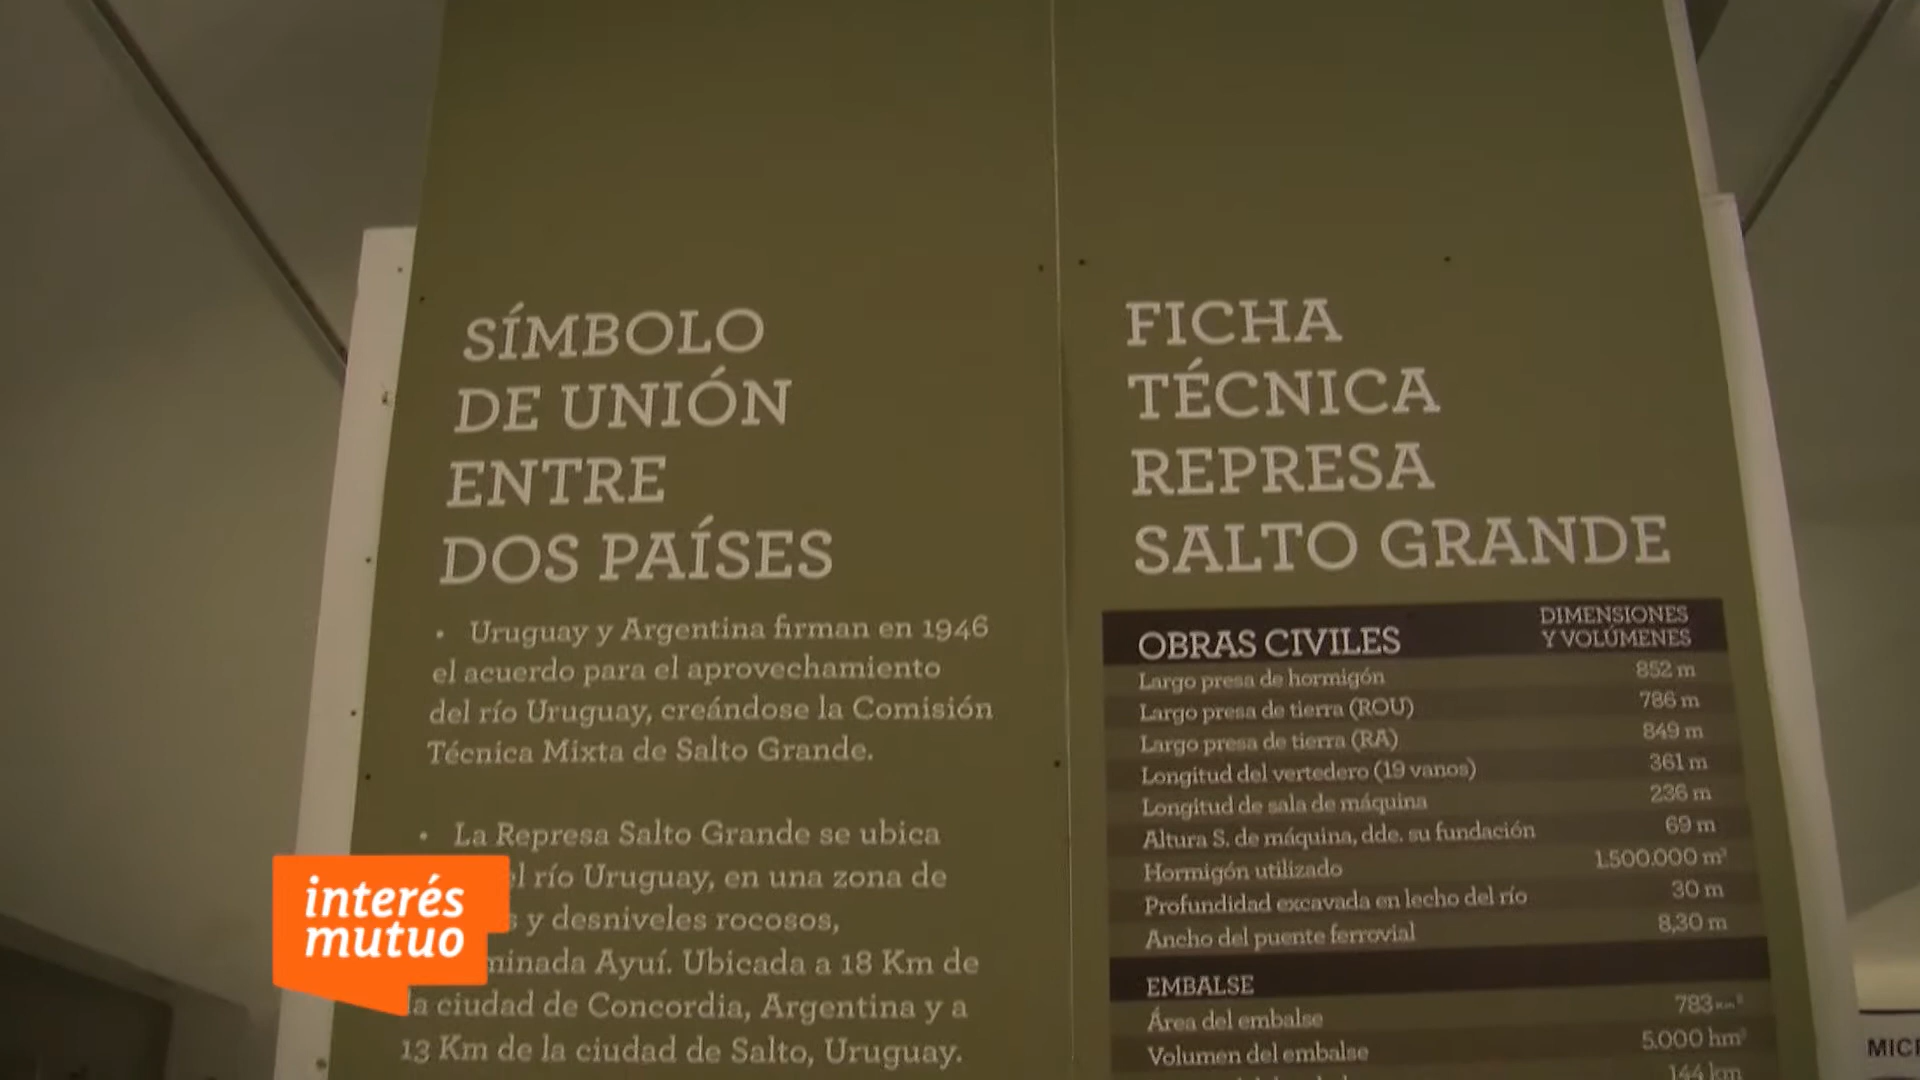 SÍMBOLO
DE UNIÓN
ENTRE
DOS PAÍSES
• Uruguay y Argentina firman en 1946
el acuerdo para el aprovechamiento
del río Uruguay, creándose la Comisión
Técnica Mixta de Salto Grande.
• La Represa Salto Grande se ubica
el río Uruguay, en una zona de
y desniveles rocosos,
Ayuí. Ubicada a 18 Km de
la ciudad de Concordia, Argentina y a
13 Km de la ciudad de Salto, Uruguay.
FICHA
TÉCNICA
REPRESA
SALTO GRANDE
OBRAS CIVILES DIMENSIONES
Y VOLÚMENES
Largo presa de hormigón 852 m
Largo presa de tierra (ROU) 786 m
Largo presa de tierra (RA) 849 m
Longitud del vertedero (19 vanos) 361 m
Longitud de sala de máquina 236 m
Altura S. de máquina, dde. su fundación 69 m
Hormigón utilizado 1.500.000 m³
Profundidad excavada en lecho del río 30 m
Ancho del puente ferrovial 8,30 m
EMBALSE
Área del embalse 783 km²
Volumen del embalse 5.000 hm³
144 km
interés
mutuo